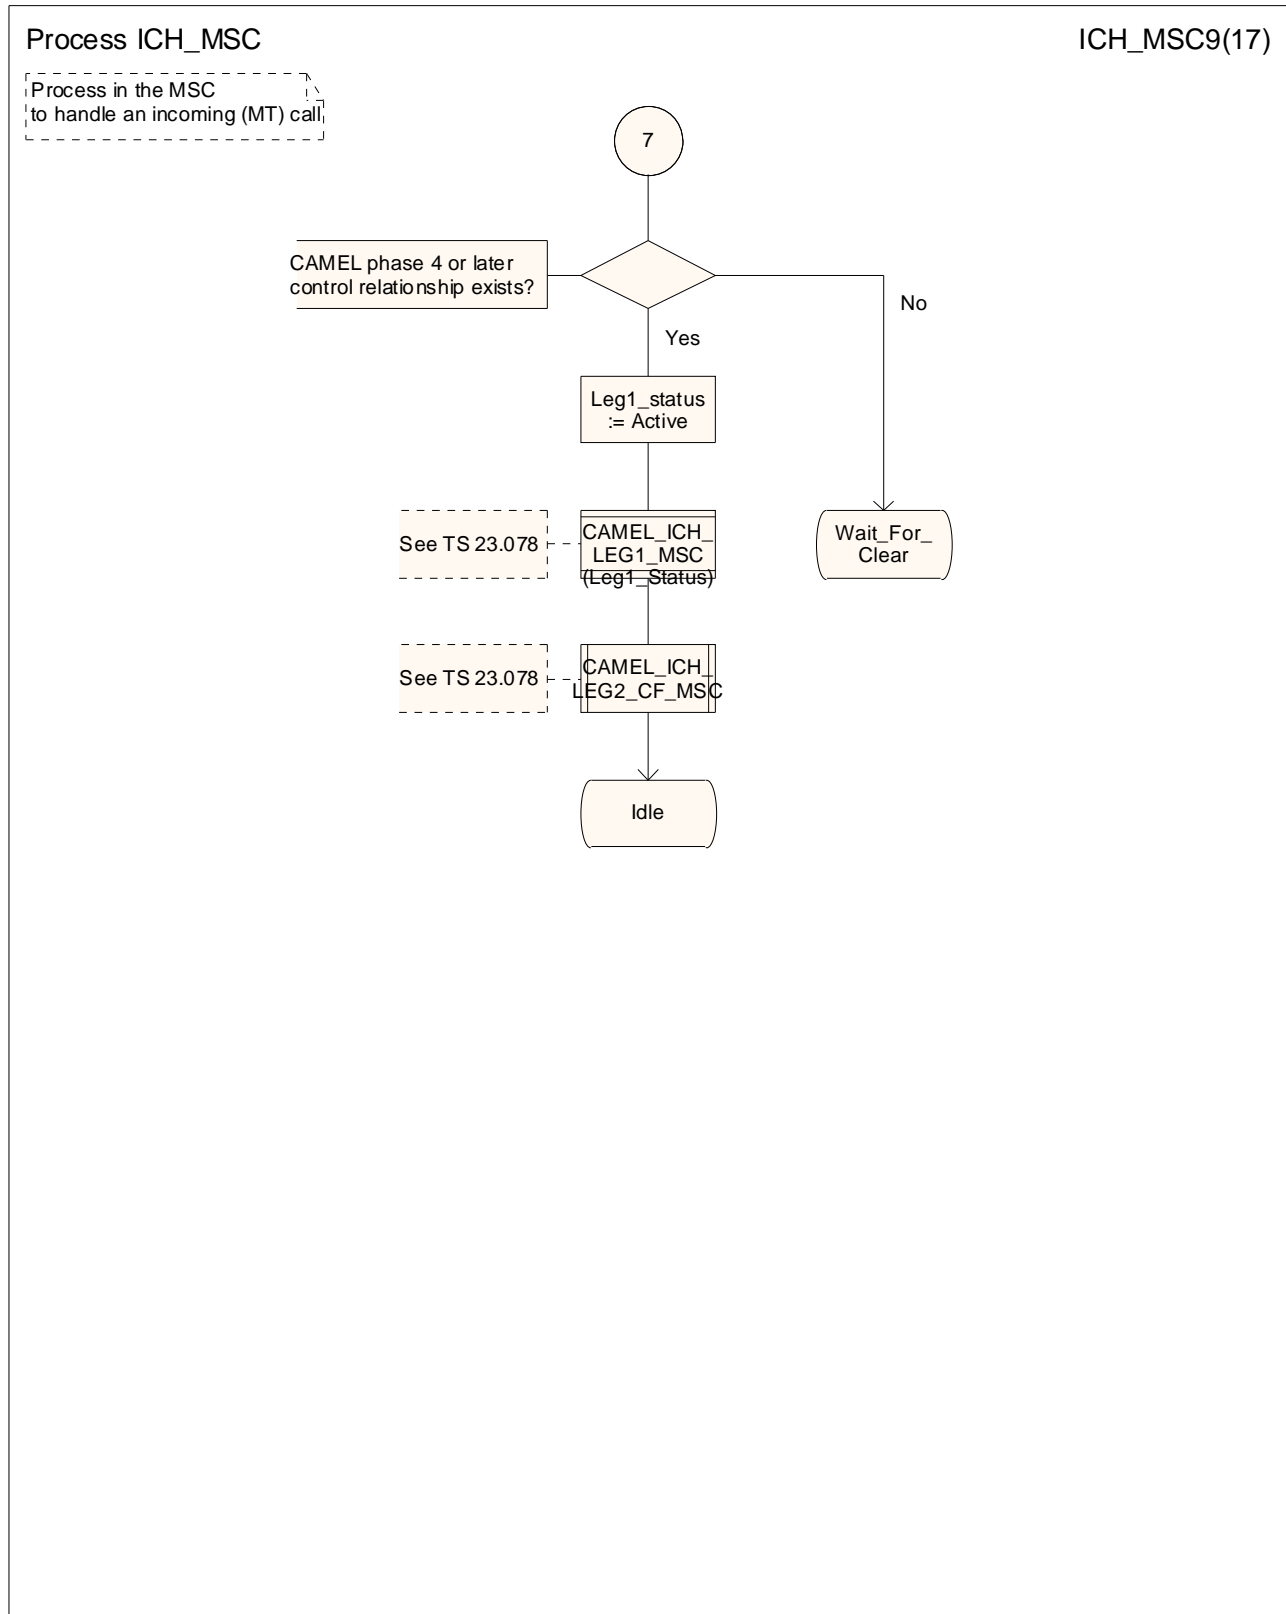 Process ICH_MSC
ICH_MSC9(17)
Process in the MSC
to handle an incoming (MT) call
7
CAMEL phase 4 or later
control relationship exists?
No
Yes
Leg1_status
:= Active
See TS 23.078
CAMEL_ICH_
LEG1_MSC
(Leg1_Status)
Wait_For_
Clear
See TS 23.078
CAMEL_ICH_
LEG2_CF_MSC
Idle